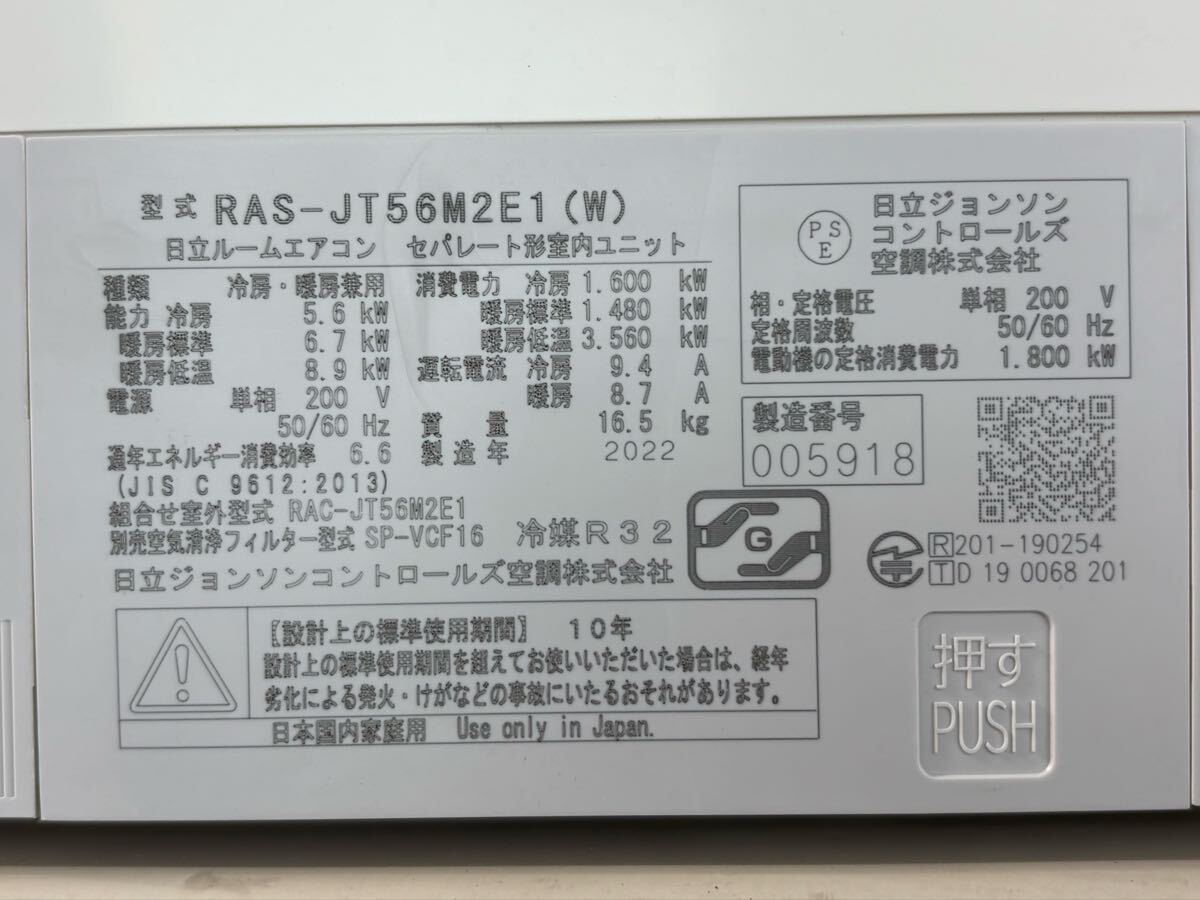 型式 RAS-JT56M2E1(W)
日立ルームエアコン セパレート形室内ユニット
種類 冷房・暖房兼用
能力 冷房 5.6 kW
暖房標準 6.7 kW
暖房低温 8.9 kW
電源 単相 200 V
50/60 Hz
通年エネルギー消費効率 6.6
(JIS C 9612:2013)
消費電力 冷房 1.600 kW
暖房標準 1.480 kW
暖房低温 3.560 kW
運転電流 冷房 9.4 A
暖房 8.7 A
質量 16.5 kg
製造年 2022
組合せ室外型式 RAC-JT56M2E1
別売空気清浄フィルター型式 SP-VCF16 冷媒R32
日立ジョンソンコントロールズ空調株式会社
G
PS
E
日立ジョンソン
コントロールズ
空調株式会社
相・定格電圧 単相 200 V
定格周波数 50/60 Hz
電動機の定格消費電力 1.800 kW
製造番号
005918
R 201-190254
T D 19 0068 201
【設計上の標準使用期間】 10年
設計上の標準使用期間を超えてお使いいただいた場合は、経年
劣化による発火・けがなどの事故にいたるおそれがあります。
日本国内家庭用 Use only in Japan.
押す
PUSH